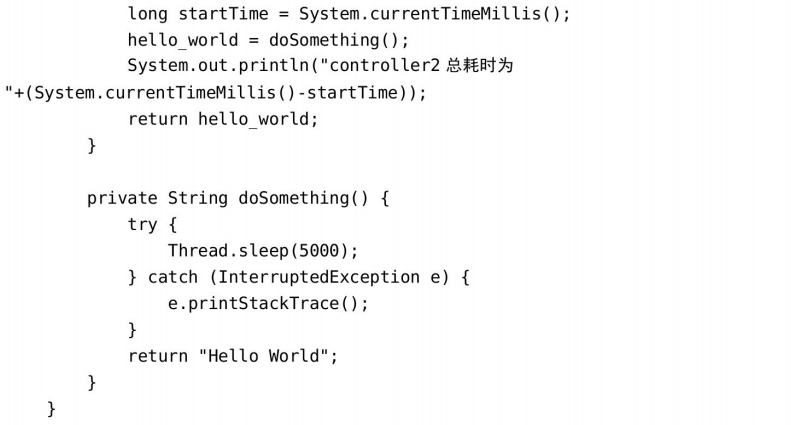 long startTime = System.currentTimeMillis();
hello_world = doSomething();
System.out.println("controller2 总耗时为
"+(System.currentTimeMillis()-startTime));
return hello_world;
}
private String doSomething() {
try {
Thread.sleep(5000);
} catch (InterruptedException e) {
e.printStackTrace();
}
return "Hello World";
}
}